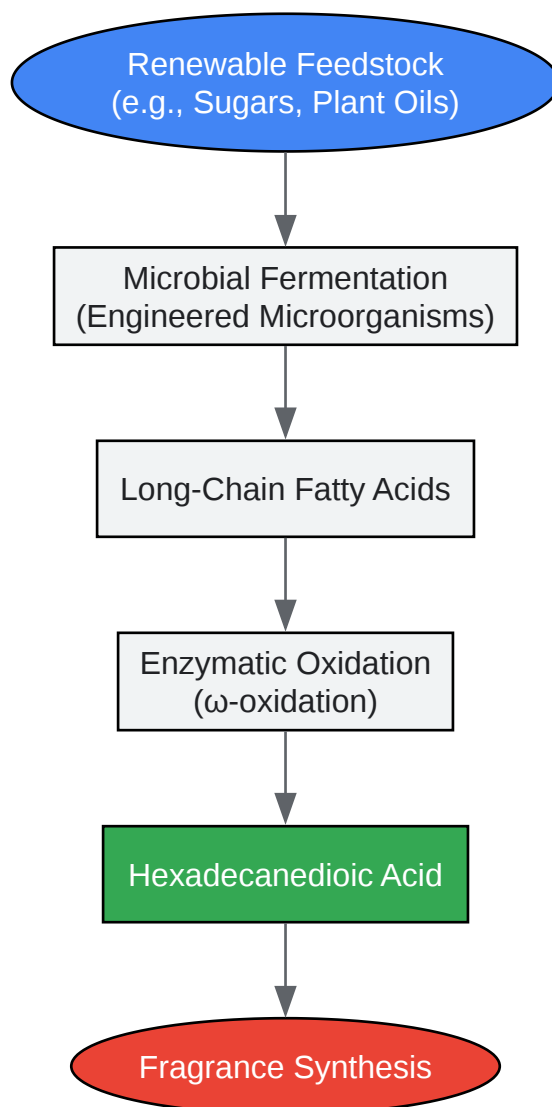 Renewable Feedstock
(e.g., Sugars, Plant Oils)
Microbial Fermentation
(Engineered Microorganisms)
Long-Chain Fatty Acids
Enzymatic Oxidation
(ω-oxidation)
Hexadecanedioic Acid
Fragrance Synthesis